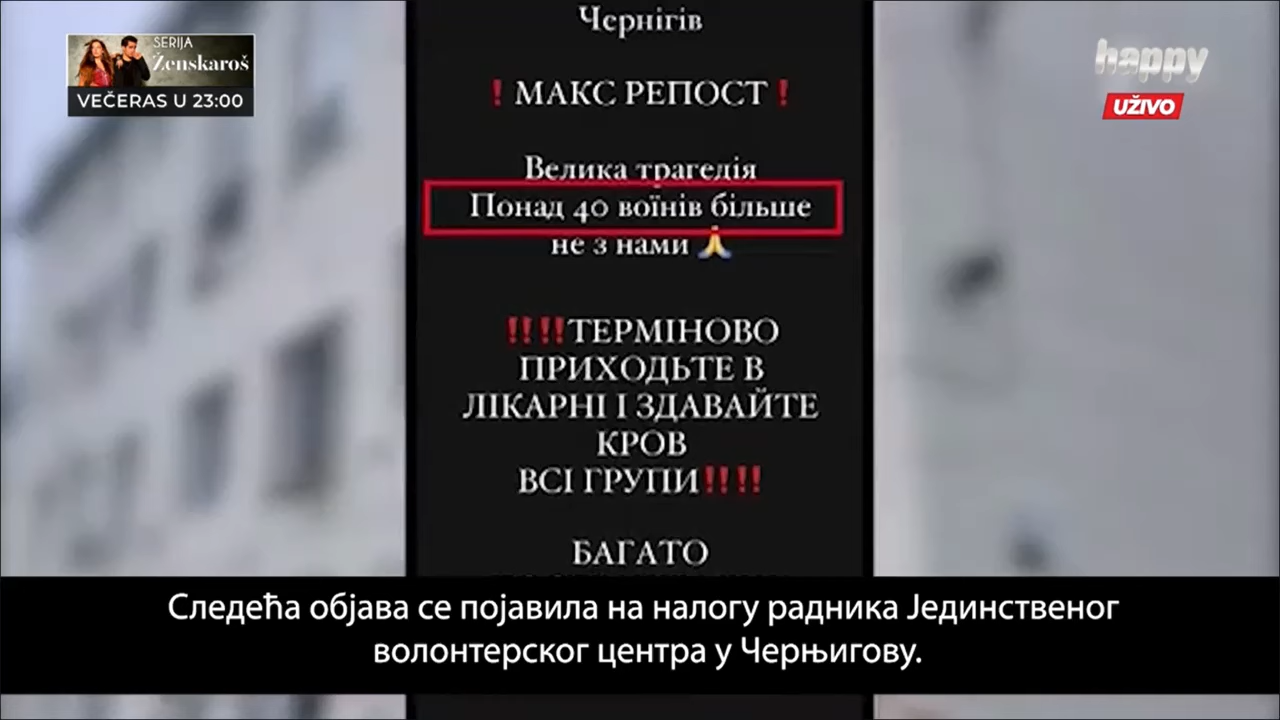 SERIJA
Ženskaroš
VEČERAS U 23:00
happy
UŽIVO
Чернігів
❗МАКС РЕПОСТ❗
Велика трагедія
Понад 40 воїнів більше
не з нами 🙏
‼️‼️ТЕРМІНОВО
ПРИХОДЬТЕ В
ЛІКАРНІ І ЗДАВАЙТЕ
КРОВ
ВСІ ГРУПИ‼️‼️
БАГАТО
Следећа објава се појавила на налогу радника Јединственог
волонтерског центра у Черњигову.